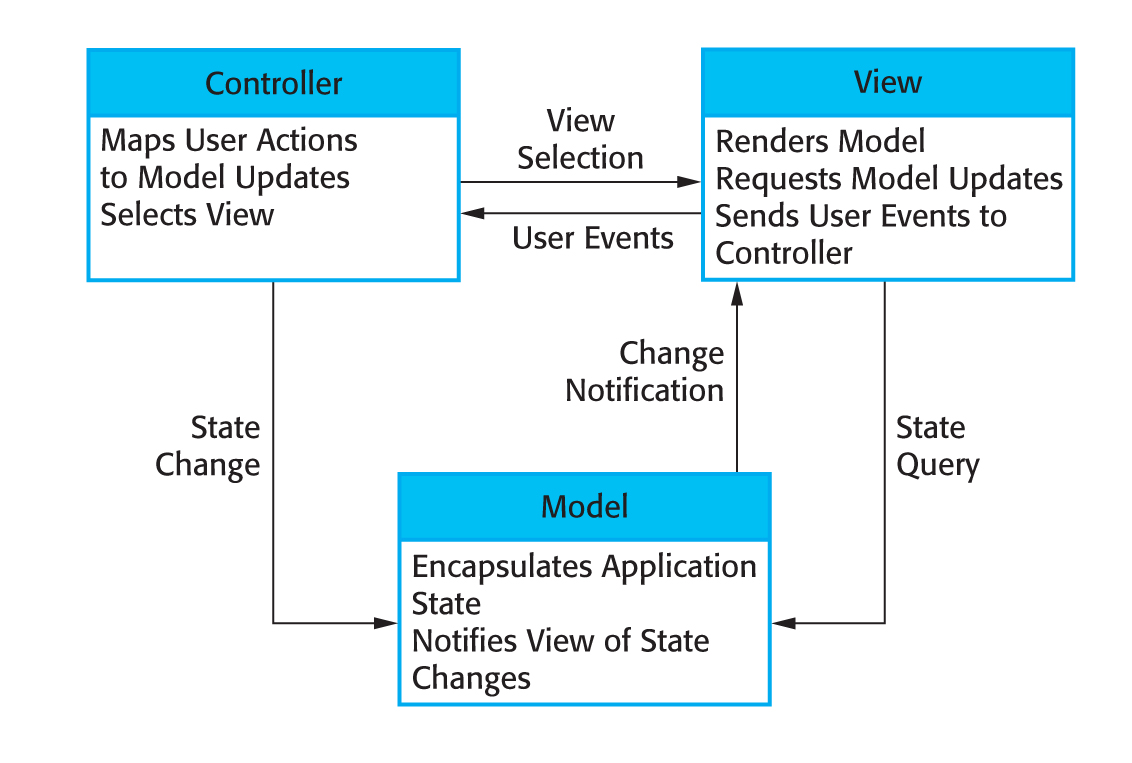 Controller
Maps User Actions
to Model Updates
Selects View
View
Selection
User Events
View
Renders Model
Requests Model Updates
Sends User Events to
Controller
State
Change
Change
Notification
State
Query
Model
Encapsulates Application
State
Notifies View of State
Changes